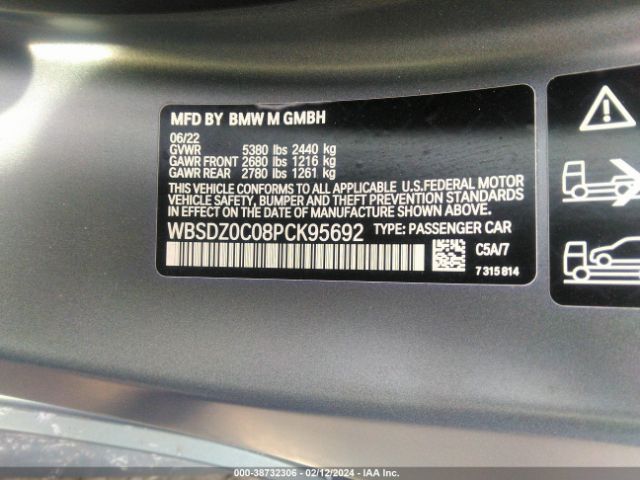 MFD BY BMW M GMBH
06/22
GVWR 5380 lbs 2440 kg
GAWR FRONT 2680 lbs 1216 kg
GAWR REAR 2780 lbs 1261 kg
THIS VEHICLE CONFORMS TO ALL APPLICABLE U.S.FEDERAL MOTOR
VEHICLE SAFETY, BUMPER AND THEFT PREVENTION STANDARDS
IN EFFECT ON THE DATE OF MANUFACTURE SHOWN ABOVE.
WBSDZ0C08PCK95692 TYPE: PASSENGER CAR
C5A/7
7 315 814
000-38732306 - 02/12/2024 - IAA Inc.